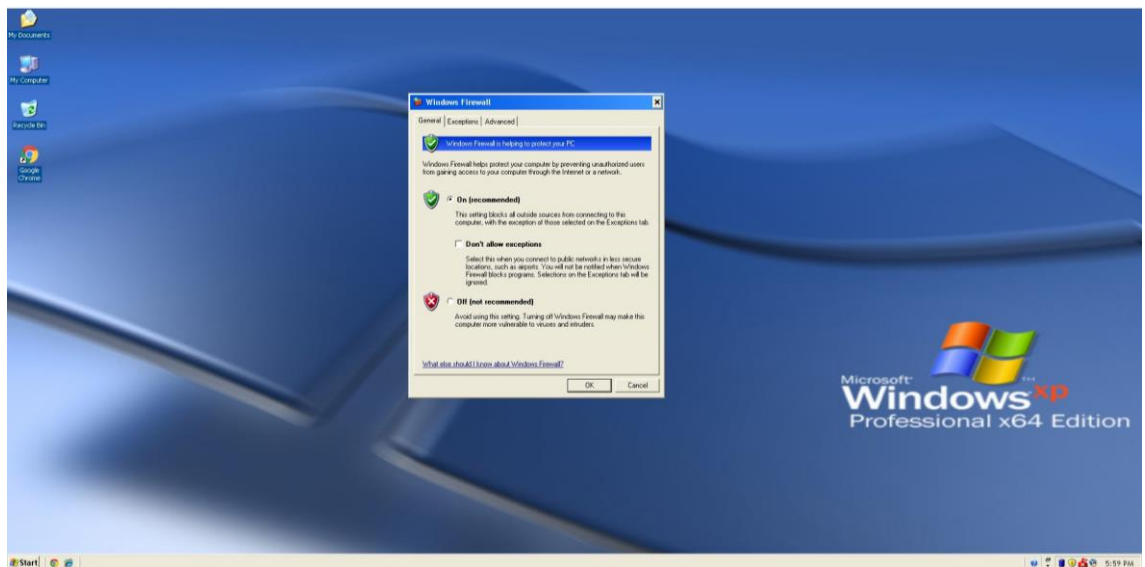 My Documents
My Computer
Recycle Bin
Google
Chrome
Windows Firewall
General Exceptions Advanced
Windows Firewall is helping to protect your PC
Windows Firewall helps protect your computer by preventing unauthorized users
from gaining access to your computer through the Internet or a network.
On (recommended)
This setting blocks all outside sources from connecting to this
computer, with the exception of those selected on the Exceptions tab.
Don't allow exceptions
Select this when you connect to public networks in less secure
locations, such as airports. You will not be notified when Windows
Firewall blocks programs. Selections on the Exceptions tab will be
ignored.
Off (not recommended)
Avoid using this setting. Turning off Windows Firewall may make this
computer more vulnerable to viruses and intruders.
What else should I know about Windows Firewall?
OK Cancel
Microsoft
Windows xp
Professional x64 Edition
Start 5:59 PM